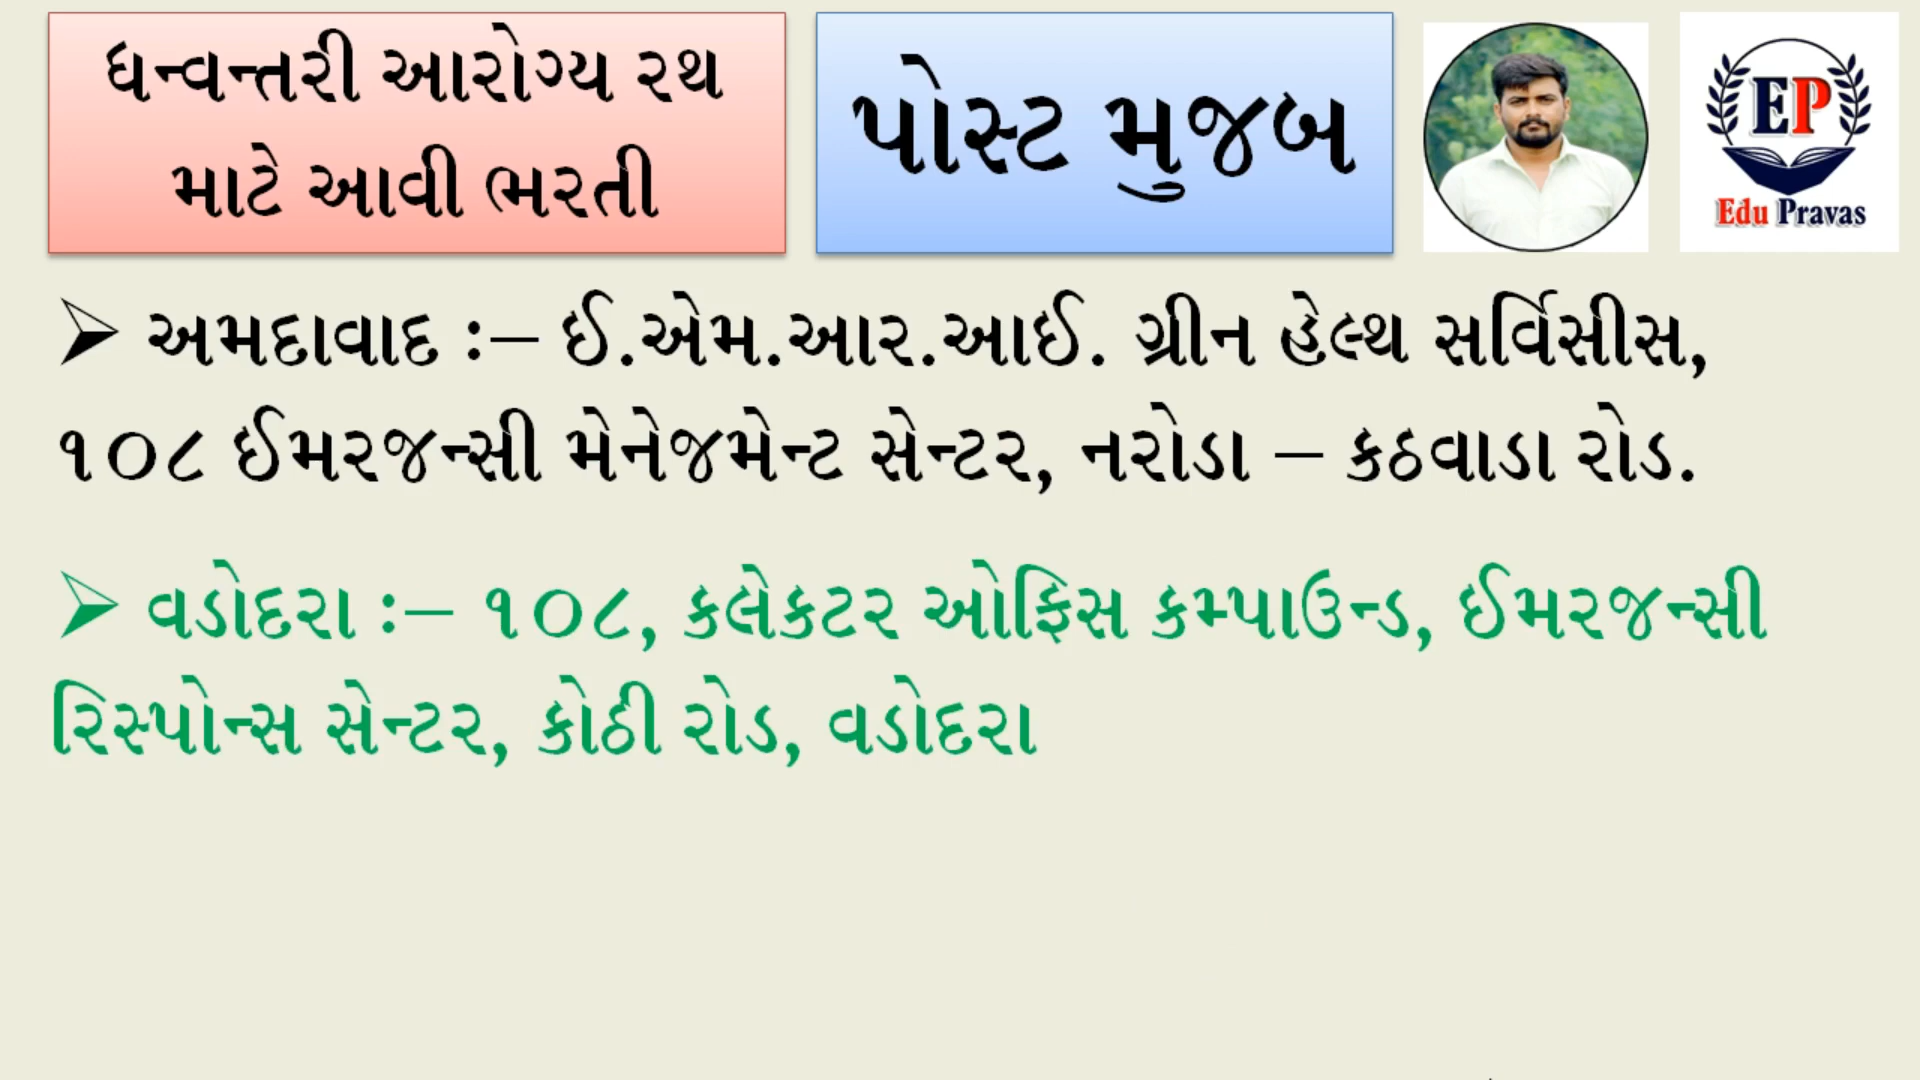 ધન્વન્તરી આરોગ્ય રથ
માટે આવી ભરતી
પોસ્ટ મુજબ
EP
Edu Pravas
➢ અમદાવાદ :– ઈ.એમ.આર.આઈ. ગ્રીન હેલ્થ સર્વિસીસ,
૧૦૮ ઈમરજન્સી મેનેજમેન્ટ સેન્ટર, નરોડા – કઠવાડા રોડ.
➢ વડોદરા :– ૧૦૮, કલેકટર ઓફિસ કમ્પાઉન્ડ, ઈમરજન્સી
રિસ્પોન્સ સેન્ટર, કોઠી રોડ, વડોદરા